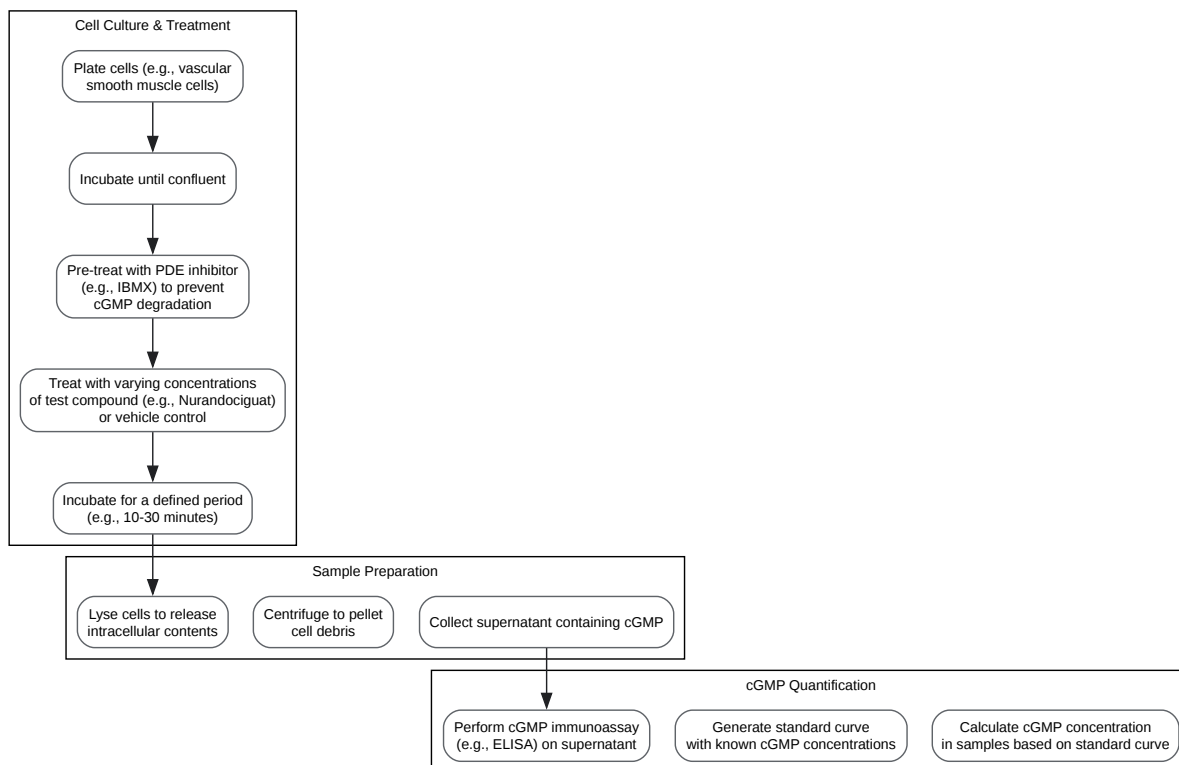 Cell Culture & Treatment
Plate cells (e.g., vascular
smooth muscle cells)
Incubate until confluent
Pre-treat with PDE inhibitor
(e.g., IBMX) to prevent
cGMP degradation
Treat with varying concentrations
of test compound (e.g., Nurandociguat)
or vehicle control
Incubate for a defined period
(e.g., 10-30 minutes)
Sample Preparation
Lyse cells to release
intracellular contents
Centrifuge to pellet
cell debris
Collect supernatant containing cGMP
cGMP Quantification
Perform cGMP immunoassay
(e.g., ELISA) on supernatant
Generate standard curve
with known cGMP concentrations
Calculate cGMP concentration
in samples based on standard curve